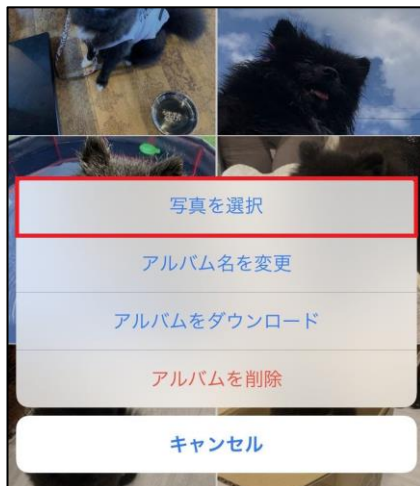 写真を選択
アルバム名を変更
アルバムをダウンロード
アルバムを削除
キャンセル